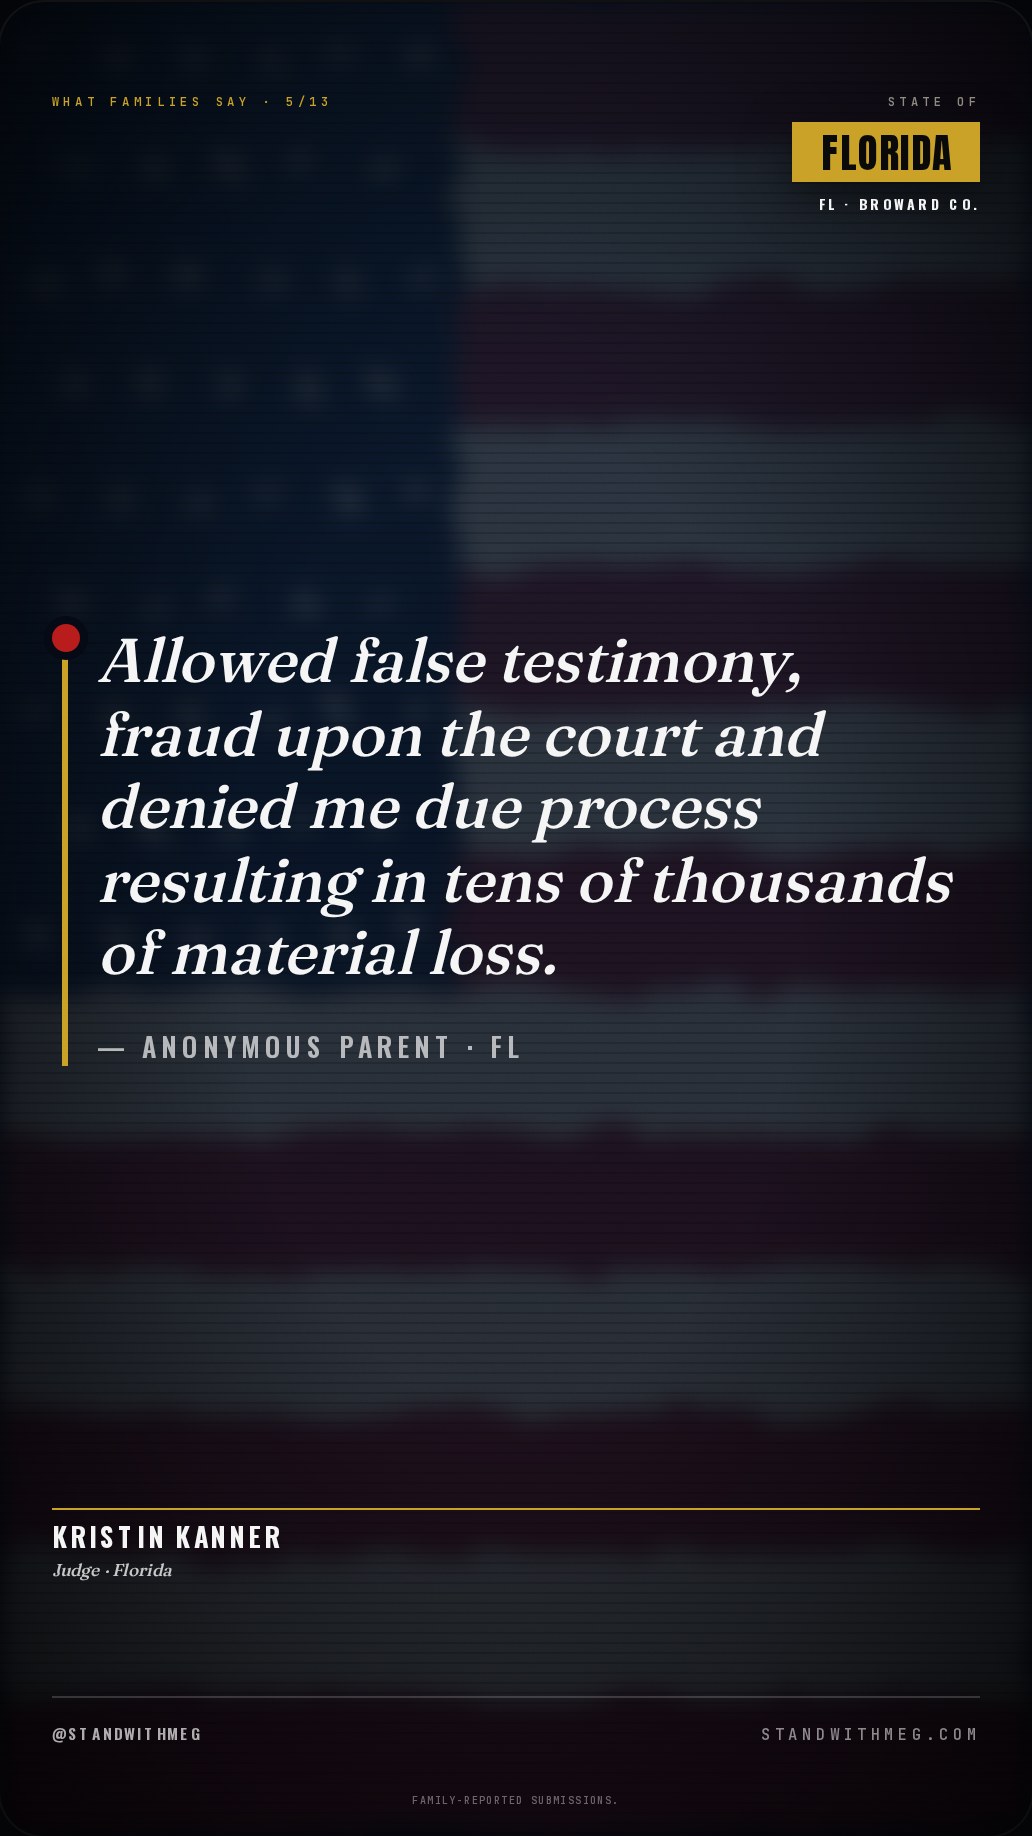 WHAT FAMILIES SAY · 5/13
STATE OF
FLORIDA
FL · BROWARD CO.
Allowed false testimony,
fraud upon the court and
denied me due process
resulting in tens of thousands
of material loss.
— ANONYMOUS PARENT · FL
KRISTIN KANNER
Judge · Florida
@STANDWITHMEG
STANDWITHMEG.COM
FAMILY-REPORTED SUBMISSIONS.